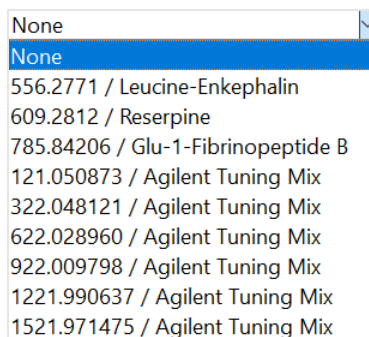 None
None
556.2771 / Leucine-Enkephalin
609.2812 / Reserpine
785.84206 / Glu-1-Fibrinopeptide B
121.050873 / Agilent Tuning Mix
322.048121 / Agilent Tuning Mix
622.028960 / Agilent Tuning Mix
922.009798 / Agilent Tuning Mix
1221.990637 / Agilent Tuning Mix
1521.971475 / Agilent Tuning Mix